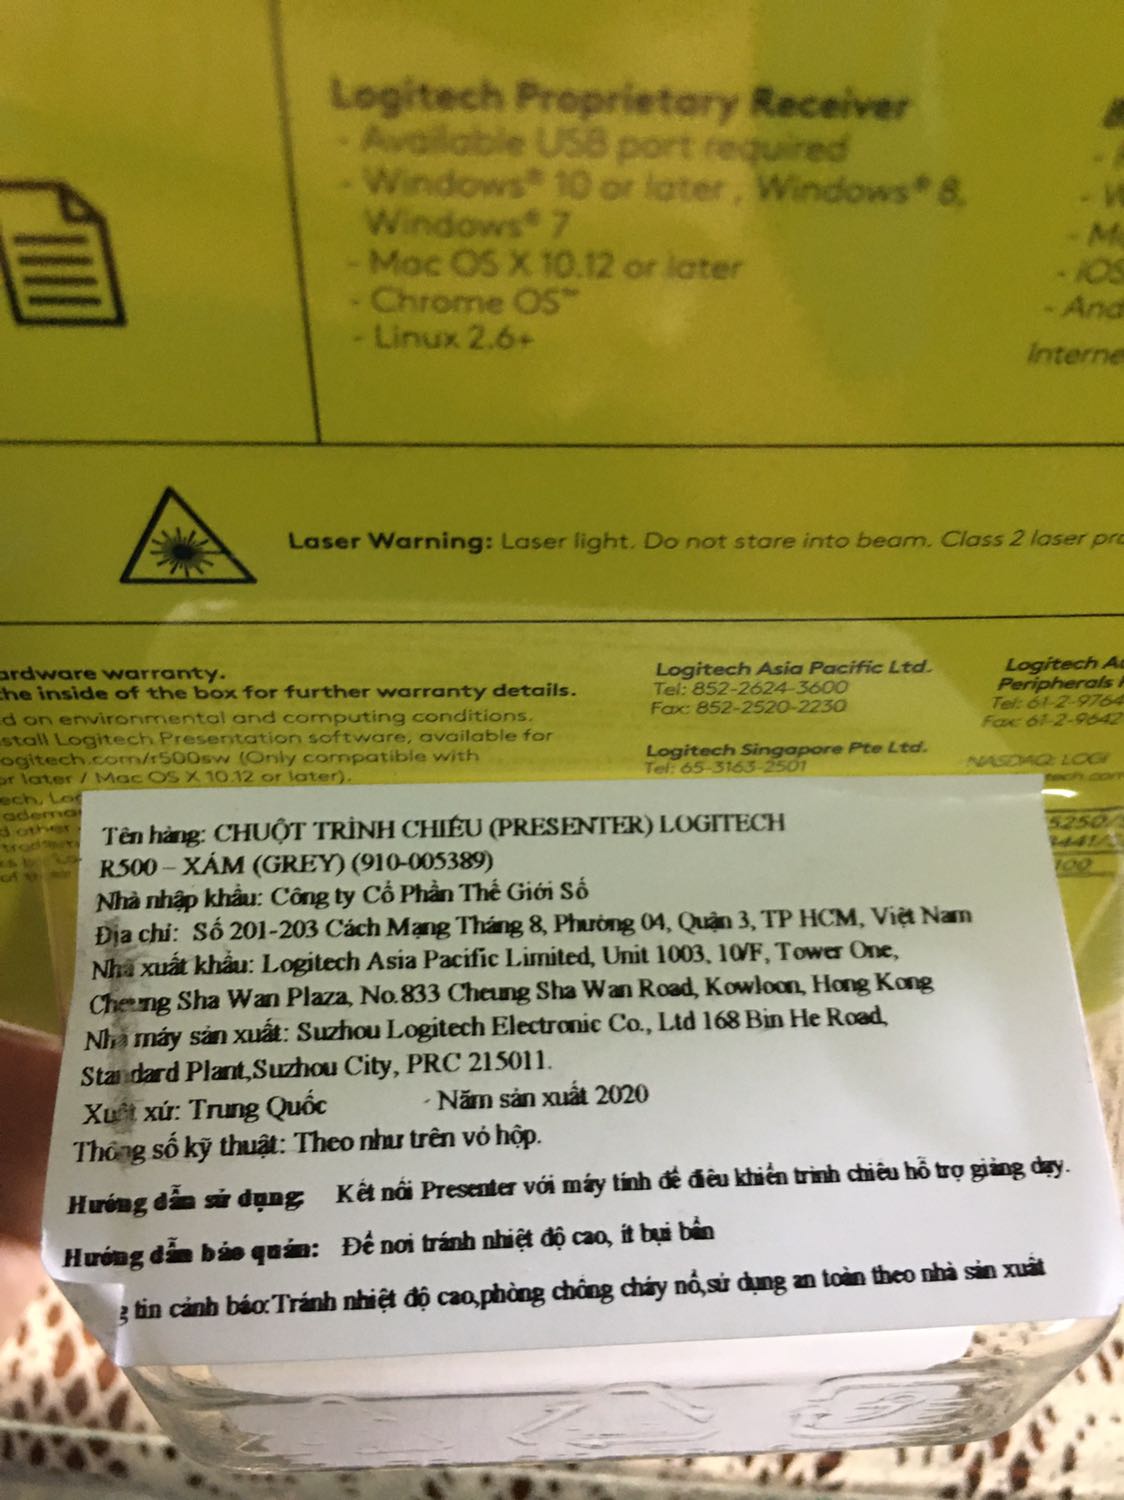 Logitech Proprietary Receiver
- Available USB port required
- Windows® 10 or later, Windows® 8,
Windows® 7
- Mac OS X 10.12 or later
- Chrome OS™
- Linux 2.6+
- iOS
Laser Warning: Laser light. Do not stare into beam. Class 2 laser
warranty.
the inside of the box for further warranty details.
on environmental and computing conditions.
Logitech Presentation software, available for
(Only compatible with
or later / Mac OS X 10.12 or later).
Logitech Asia Pacific Ltd.
Tel: 852-2624-3600
Fax: 852-2520-2230
Logitech Singapore Pte Ltd.
Tel: 65-3163-2501
Logitech
Peripherals
Tel: 61-2-9764
Fax: 61-2-9642
NASDAQ: LOGI
Tên hàng: CHUỘT TRÌNH CHIẾU (PRESENTER) LOGITECH
R500 – XÁM (GREY) (910-005389)
Nhà nhập khẩu: Công ty Cổ Phần Thế Giới Số
Địa chỉ: Số 201-203 Cách Mạng Tháng 8, Phường 04, Quận 3, TP HCM, Việt Nam
Nhà xuất khẩu: Logitech Asia Pacific Limited, Unit 1003, 10/F, Tower One,
Cheung Sha Wan Plaza, No.833 Cheung Sha Wan Road, Kowloon, Hong Kong
Nhà máy sản xuất: Suzhou Logitech Electronic Co., Ltd 168 Bin He Road,
Standard Plant,Suzhou City, PRC 215011.
Xuất xứ: Trung Quốc - Năm sản xuất 2020
Thông số kỹ thuật: Theo như trên vỏ hộp.
Hướng dẫn sử dụng: Kết nối Presenter với máy tính để điều khiển trình chiếu hỗ trợ giảng dạy.
Hướng dẫn bảo quản: Để nơi tránh nhiệt độ cao, ít bụi bẩn
tin cảnh báo:Tránh nhiệt độ cao,phòng chống cháy nổ,sử dụng an toàn theo nhà sản xuất